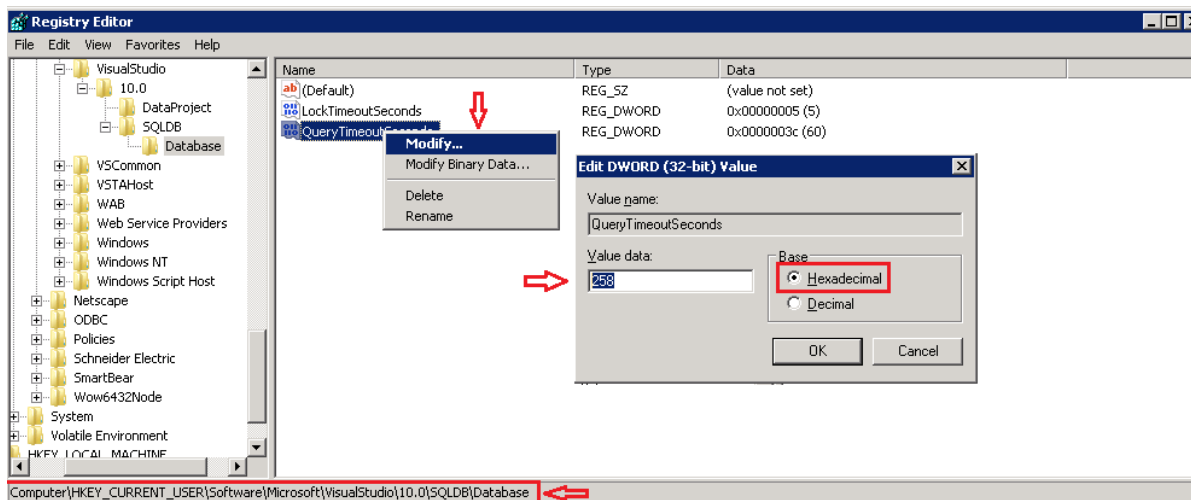 Registry Editor
File Edit View Favorites Help
VisualStudio
10.0
DataProject
SQLDB
Database
VSCommon
VSTAHost
WAB
Web Service Providers
Windows
Windows NT
Windows Script Host
Netscape
ODBC
Policies
Schneider Electric
SmartBear
Wow6432Node
System
Volatile Environment
HKEY_LOCAL_MACHINE
Name Type Data
(Default) REG_SZ (value not set)
LockTimeoutSeconds REG_DWORD 0x00000005 (5)
QueryTimeoutSeconds REG_DWORD 0x0000003c (60)
Modify...
Modify Binary Data...
Delete
Rename
Edit DWORD (32-bit) Value
Value name:
QueryTimeoutSeconds
Value data:
258
Base
Hexadecimal
Decimal
OK Cancel
Computer\HKEY_CURRENT_USER\Software\Microsoft\VisualStudio\10.0\SQLDB\Database